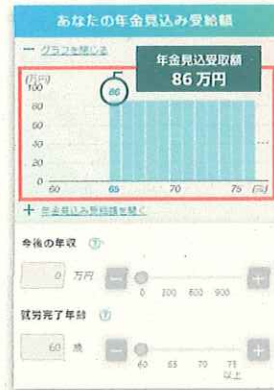 あなたの年金見込み受給額
グラフを閉じる
年金見込受取額
86 万円
(万円)
100
86
80
60
40
20
0
60 65 70 75 (歳)
年金見込み受給額を開く
今後の年収
0 万円
0 300 600 900
就労完了年齢
60 歳
60 65 70 75
以上